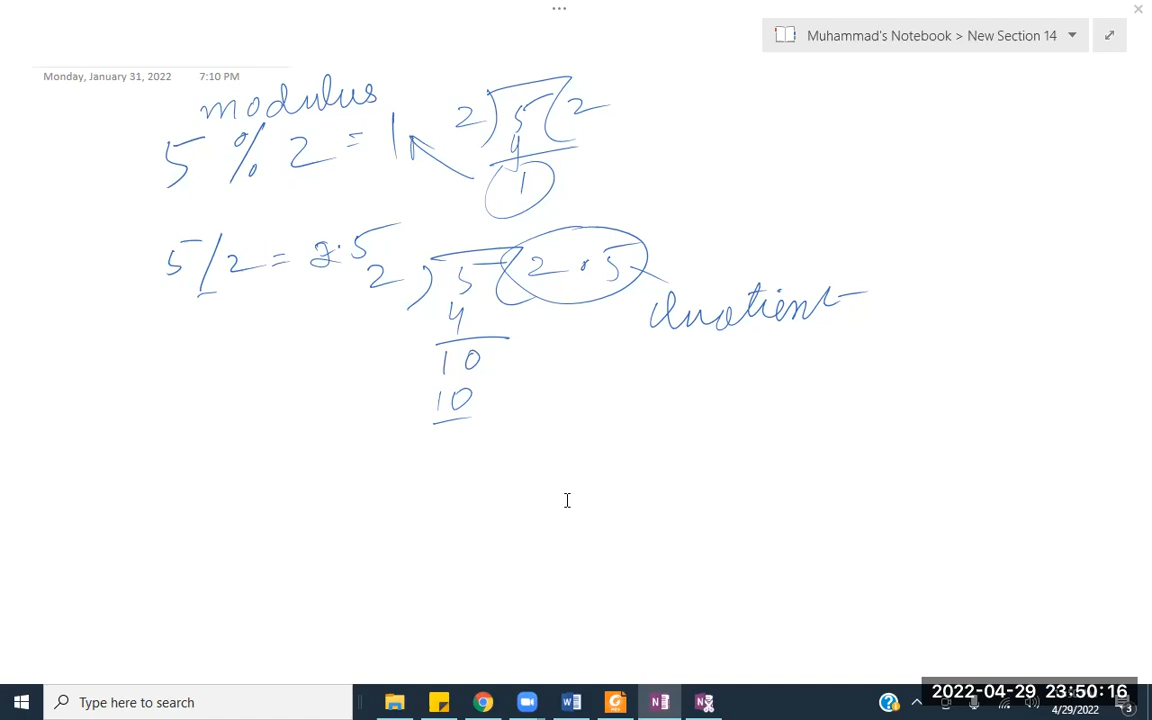 Muhammad's Notebook > New Section 14
Monday, January 31, 2022 7:10 PM
modulus
5 % 2 = 1
2) 5 (2
4
1
5/2 = 2.5
2) 5 (2.5
4
10
10
Quotient
Type here to search
2022-04-29 23:50:16
4/29/2022
3